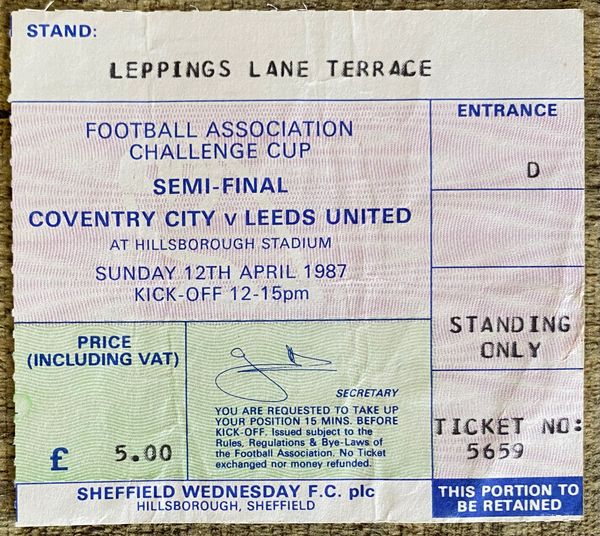 STAND:
LEPPINGS LANE TERRACE
FOOTBALL ASSOCIATION
CHALLENGE CUP
SEMI-FINAL
COVENTRY CITY v LEEDS UNITED
AT HILLSBOROUGH STADIUM
SUNDAY 12TH APRIL 1987
KICK-OFF 12-15pm
ENTRANCE
D
STANDING
ONLY
TICKET NO:
5659
THIS PORTION TO
BE RETAINED
PRICE
(INCLUDING VAT)
£ 5.00
SECRETARY
YOU ARE REQUESTED TO TAKE UP
YOUR POSITION 15 MINS. BEFORE
KICK-OFF. Issued subject to the
Rules, Regulations & Bye-Laws of
the Football Association. No Ticket
exchanged nor money refunded.
SHEFFIELD WEDNESDAY F.C. plc
HILLSBOROUGH, SHEFFIELD